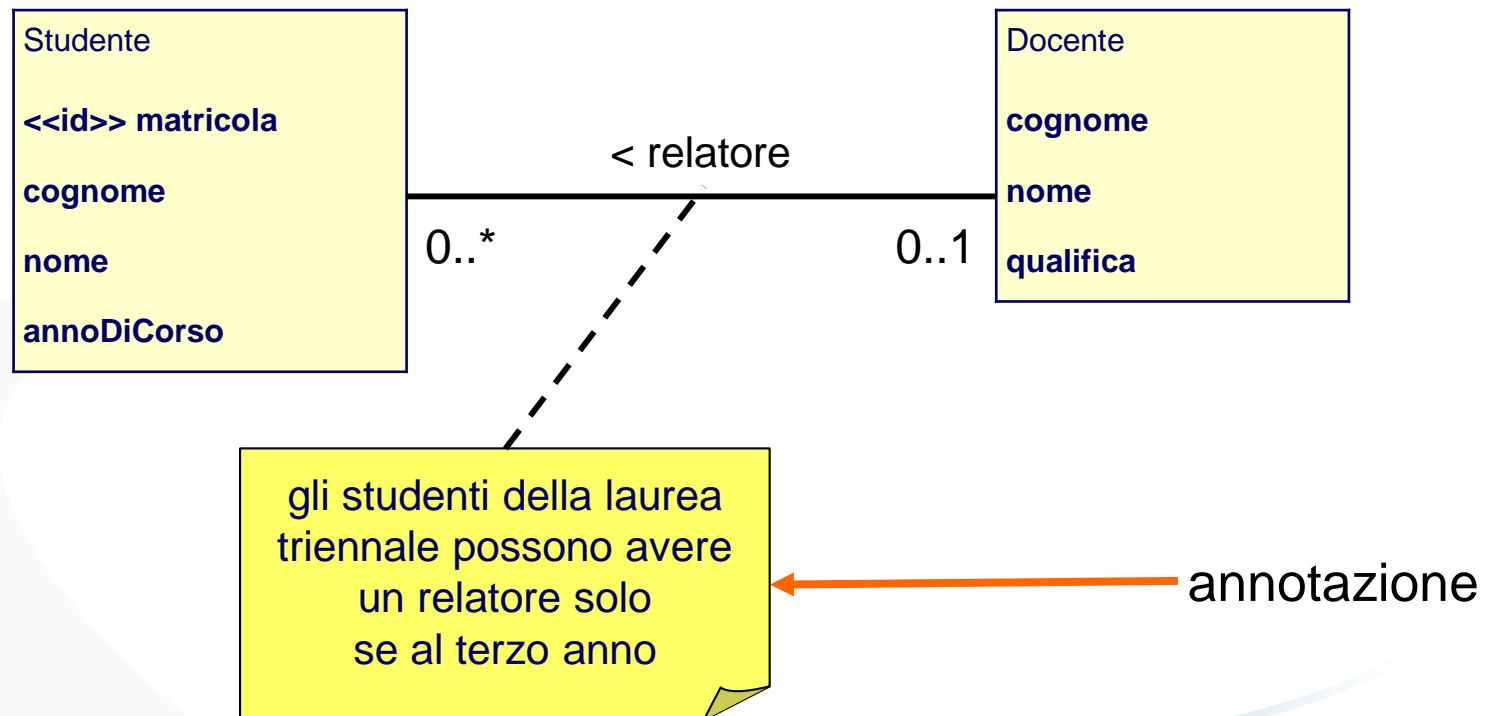 Studente
<<id>> matricola
cognome
nome
annoDiCorso
< relatore
0..*
0..1
Docente
cognome
nome
qualifica
gli studenti della laurea
triennale possono avere
un relatore solo
se al terzo anno
annotazione